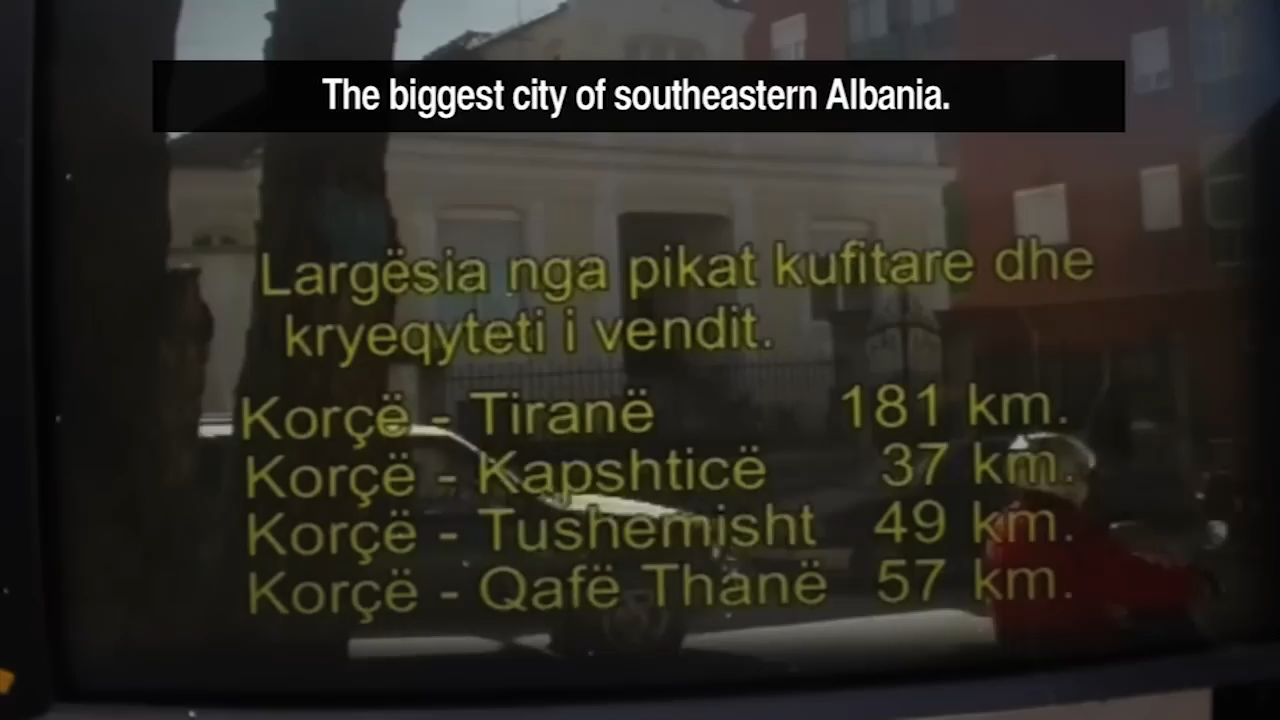 The biggest city of southeastern Albania.
Largësia nga pikat kufitare dhe
kryeqyteti i vendit.
Korçë - Tiranë 181 km.
Korçë - Kapshticë 37 km.
Korçë - Tushemisht 49 km.
Korçë - Qafë Thanë 57 km.